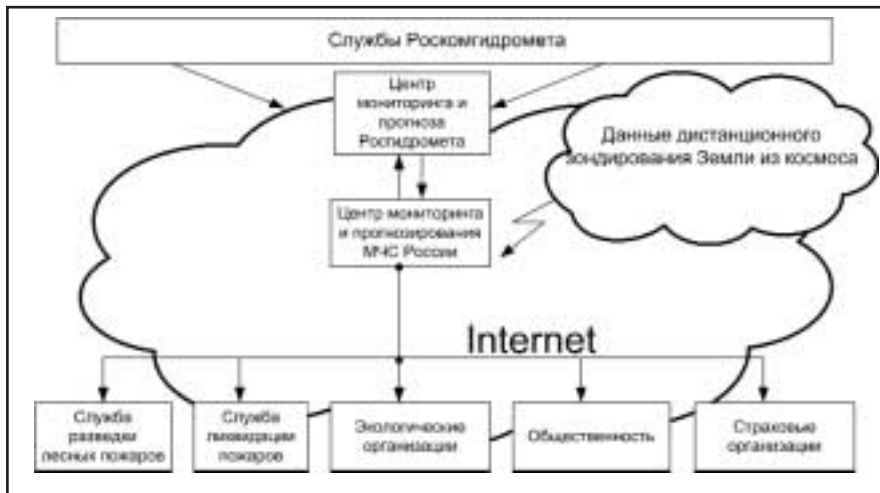 Службы Роскомгидромета
Центр
мониторинга и
прогноза
Росгидромета
Данные дистанционного
зондирования Земли из космоса
Центр мониторинга
и прогнозирования
МЧС России
Internet
Служба
разведки
лесных пожаров
Служба
ликвидации
пожаров
Экологические
организации
Общественность
Страховые
организации